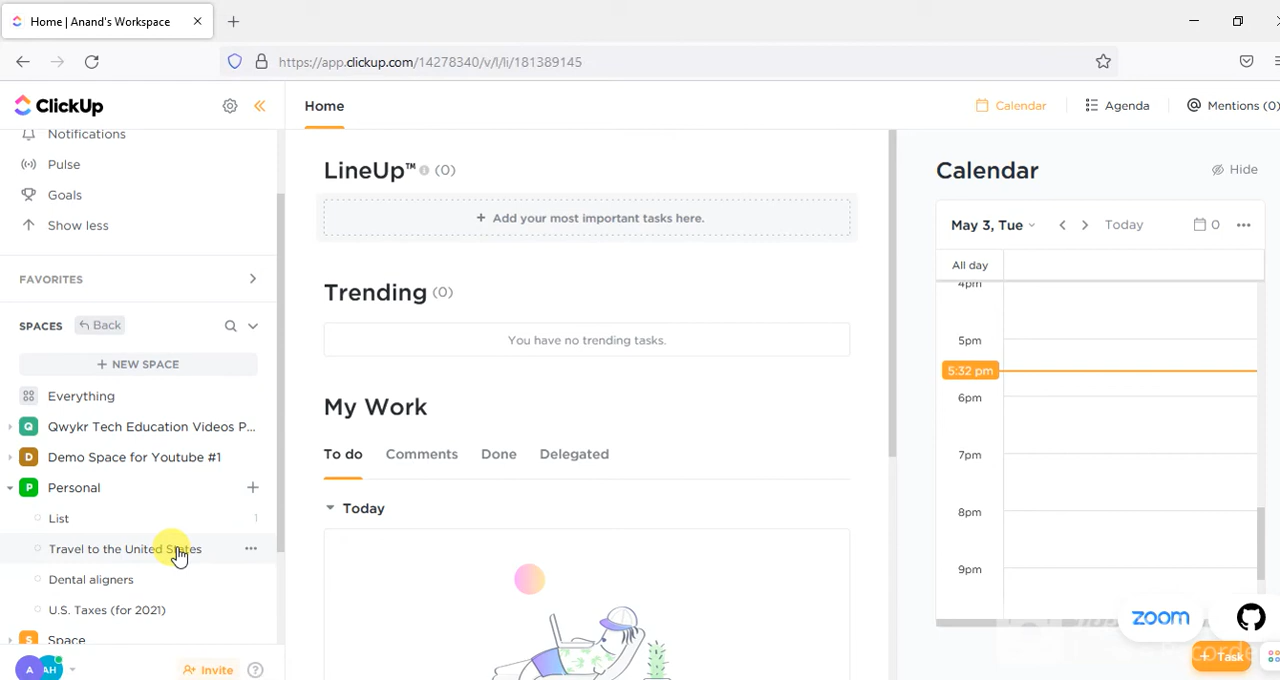 Home | Anand's Workspace
https://app.clickup.com/14278340/v/l/li/181389145
ClickUp
Home
Calendar
Agenda
Mentions (0)
Notifications
Pulse
Goals
Show less
FAVORITES
SPACES
Back
+ NEW SPACE
Everything
Q
Qwykr Tech Education Videos P...
D
Demo Space for Youtube #1
P
Personal
List
1
Travel to the United States
Dental aligners
U.S. Taxes (for 2021)
S
Space
A
AH
Invite
?
LineUp™ (0)
+ Add your most important tasks here.
Trending (0)
You have no trending tasks.
My Work
To do
Comments
Done
Delegated
Today
Calendar
Hide
May 3, Tue
Today
0
All day
4pm
5pm
5:32 pm
6pm
7pm
8pm
9pm
zoom
+ Task